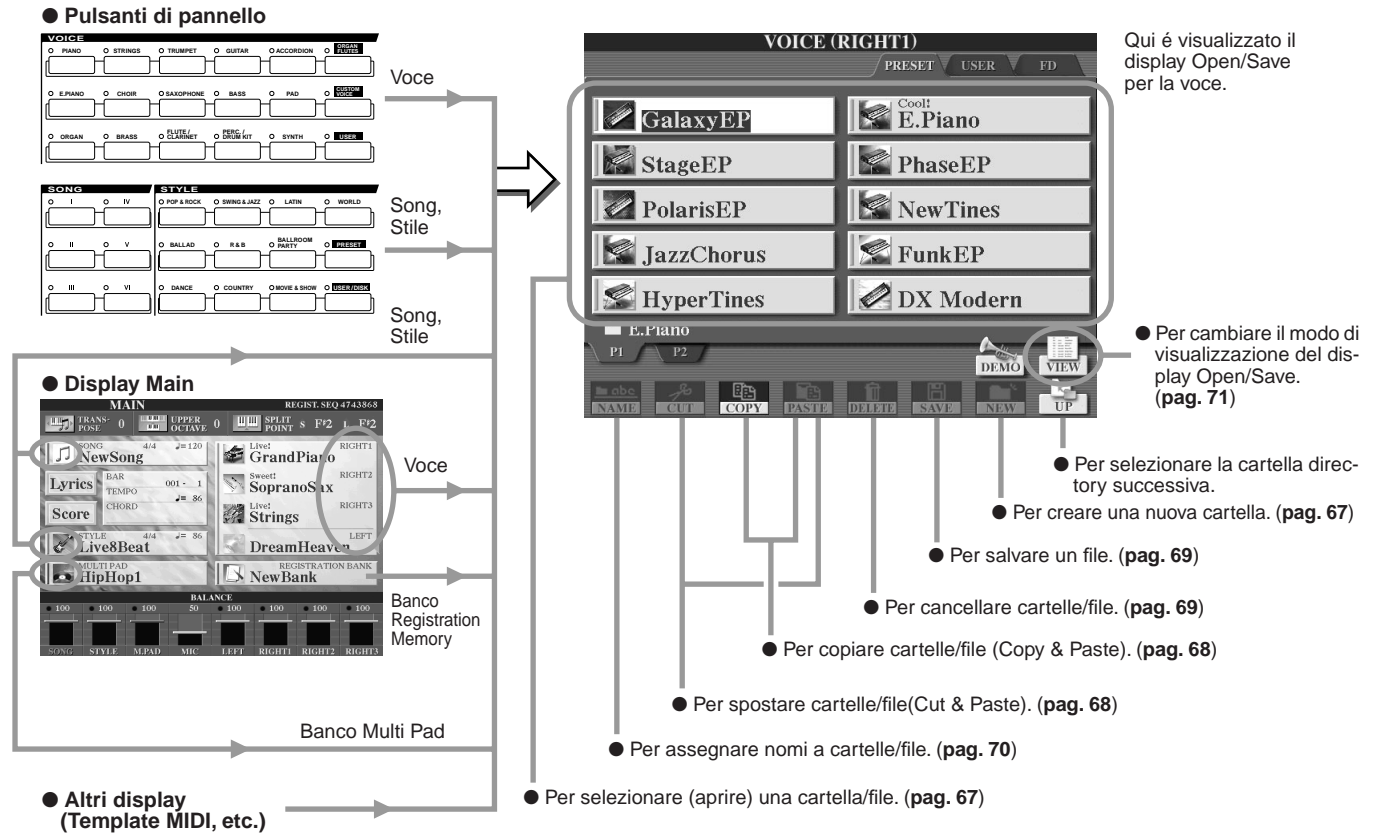 ● Pulsanti di pannello
VOICE
PIANO STRINGS TRUMPET GUITAR ACCORDION ORGAN FLUTES
E.PIANO CHOIR SAXOPHONE BASS PAD CUSTOM VOICE
ORGAN BRASS FLUTE / CLARINET PERC. / DRUM KIT SYNTH USER
Voce
SONG STYLE
I IV POP & ROCK SWING & JAZZ LATIN WORLD
II V BALLAD R & B BALLROOM PARTY PRESET
III VI DANCE COUNTRY MOVIE & SHOW USER / DISK
Song,
Stile
Song,
Stile
● Display Main
MAIN REGIST. SEQ 4743868
TRANS-
POSE 0 UPPER
OCTAVE 0 SPLIT
POINT S F#2 L F#2
SONG 4/4 ♩=120
NewSong
Live!
GrandPiano RIGHT1
Lyrics BAR 001 - 1
TEMPO ♩= 86
Sweet!
SopranoSax RIGHT2
Score CHORD
Live!
Strings RIGHT3
STYLE 4/4 ♩= 86
Live8Beat
LEFT
DreamHeaven
MULTI PAD
HipHop1
REGISTRATION BANK
NewBank
BALANCE
100 100 100 50 100 100 100 100
SONG STYLE M.PAD MIC LEFT RIGHT1 RIGHT2 RIGHT3
Voce
Banco
Registration
Memory
Banco Multi Pad
● Altri display
(Template MIDI, etc.)
VOICE (RIGHT1)
PRESET USER FD
GalaxyEP
Cool!
E.Piano
StageEP PhaseEP
PolarisEP NewTines
JazzChorus FunkEP
HyperTines DX Modern
E.Piano
P1 P2
DEMO VIEW
abc
NAME CUT COPY PASTE DELETE SAVE NEW UP
Qui é visualizzato il
display Open/Save
per la voce.
● Per cambiare il modo di
visualizzazione del dis-
play Open/Save.
(pag. 71)
● Per selezionare la cartella direc-
tory successiva.
● Per creare una nuova cartella. (pag. 67)
● Per salvare un file. (pag. 69)
● Per cancellare cartelle/file. (pag. 69)
● Per copiare cartelle/file (Copy & Paste). (pag. 68)
● Per spostare cartelle/file(Cut & Paste). (pag. 68)
● Per assegnare nomi a cartelle/file. (pag. 70)
● Per selezionare (aprire) una cartella/file. (pag. 67)